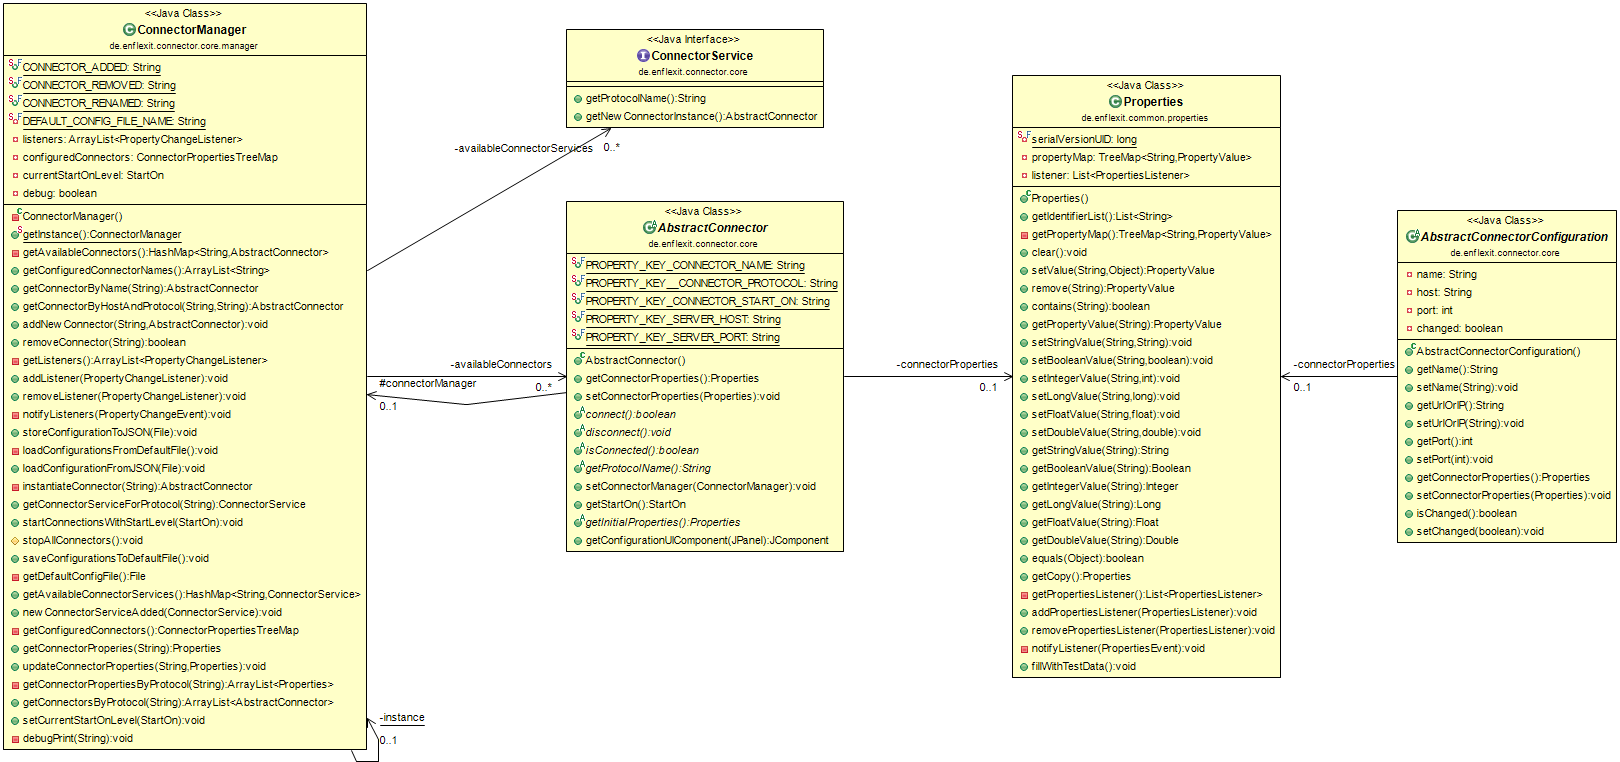 <<Java Class>>
ConnectorManager
de.enflexit.connector.core.manager
CONNECTOR_ADDED: String
CONNECTOR_REMOVED: String
CONNECTOR_RENAMED: String
DEFAULT_CONFIG_FILE_NAME: String
listeners: ArrayList<PropertyChangeListener>
configuredConnectors: ConnectorPropertiesTreeMap
currentStartOnLevel: StartOn
debug: boolean
ConnectorManager()
getInstance():ConnectorManager
getAvailableConnectors():HashMap<String,AbstractConnector>
getConfiguredConnectorNames():ArrayList<String>
getConnectorByName(String):AbstractConnector
getConnectorByHostAndProtocol(String,String):AbstractConnector
addNewConnector(String,AbstractConnector):void
removeConnector(String):boolean
getListeners():ArrayList<PropertyChangeListener>
addListener(PropertyChangeListener):void
removeListener(PropertyChangeListener):void
notifyListeners(PropertyChangeEvent):void
storeConfigurationToJSON(File):void
loadConfigurationsFromDefaultFile():void
loadConfigurationFromJSON(File):void
instantiateConnector(String):AbstractConnector
getConnectorServiceForProtocol(String):ConnectorService
startConnectionsWithStartLevel(StartOn):void
stopAllConnectors():void
saveConfigurationsToDefaultFile():void
getDefaultConfigFile():File
getAvailableConnectorServices():HashMap<String,ConnectorService>
newConnectorServiceAdded(ConnectorService):void
getConfiguredConnectors():ConnectorPropertiesTreeMap
getConnectorProperies(String):Properties
updateConnectorProperties(String,Properties):void
getConnectorPropertiesByProtocol(String):ArrayList<Properties>
getConnectorsByProtocol(String):ArrayList<AbstractConnector>
setCurrentStartOnLevel(StartOn):void
debugPrint(String):void
-instance
0..1
<<Java Interface>>
ConnectorService
de.enflexit.connector.core
getProtocolName():String
getNewConnectorInstance():AbstractConnector
-availableConnectorServices
0..*
<<Java Class>>
AbstractConnector
de.enflexit.connector.core
PROPERTY_KEY_CONNECTOR_NAME: String
PROPERTY_KEY__CONNECTOR_PROTOCOL: String
PROPERTY_KEY_CONNECTOR_START_ON: String
PROPERTY_KEY_SERVER_HOST: String
PROPERTY_KEY_SERVER_PORT: String
AbstractConnector()
getConnectorProperties():Properties
setConnectorProperties(Properties):void
connect():boolean
disconnect():void
isConnected():boolean
getProtocolName():String
setConnectorManager(ConnectorManager):void
getStartOn():StartOn
getInitialProperties():Properties
getConfigurationUIComponent(JPanel):JComponent
-availableConnectors
0..*
#connectorManager
0..1
-connectorProperties
0..1
<<Java Class>>
Properties
de.enflexit.common.properties
serialVersionUID: long
propertyMap: TreeMap<String,PropertyValue>
listener: List<PropertiesListener>
Properties()
getIdentifierList():List<String>
getPropertyMap():TreeMap<String,PropertyValue>
clear():void
setValue(String,Object):PropertyValue
remove(String):PropertyValue
contains(String):boolean
getPropertyValue(String):PropertyValue
setStringValue(String,String):void
setBooleanValue(String,boolean):void
setIntegerValue(String,int):void
setLongValue(String,long):void
setFloatValue(String,float):void
setDoubleValue(String,double):void
getStringValue(String):String
getBooleanValue(String):Boolean
getIntegerValue(String):Integer
getLongValue(String):Long
getFloatValue(String):Float
getDoubleValue(String):Double
equals(Object):boolean
getCopy():Properties
getPropertiesListener():List<PropertiesListener>
addPropertiesListener(PropertiesListener):void
removePropertiesListener(PropertiesListener):void
notifyListener(PropertiesEvent):void
fillWithTestData():void
-connectorProperties
0..1
<<Java Class>>
AbstractConnectorConfiguration
de.enflexit.connector.core
name: String
host: String
port: int
changed: boolean
AbstractConnectorConfiguration()
getName():String
setName(String):void
getUrlOrIP():String
setUrlOrIP(String):void
getPort():int
setPort(int):void
getConnectorProperties():Properties
setConnectorProperties(Properties):void
isChanged():boolean
setChanged(boolean):void